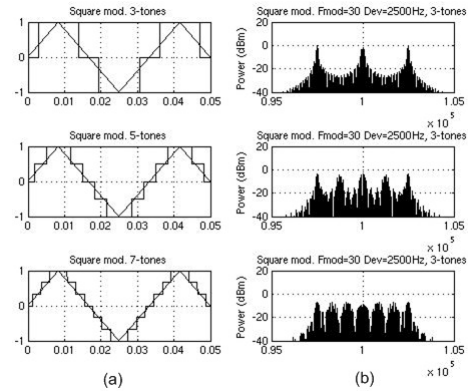 Square mod. 3-tones
1
0
-1
0 0.01 0.02 0.03 0.04 0.05
Square mod. Fmod=30 Dev=2500Hz, 3-tones
Power (dBm)
20
0
-20
-40
0.95 1 1.05
× 10^5
Square mod. 5-tones
1
0
-1
0 0.01 0.02 0.03 0.04 0.05
Square mod. Fmod=30 Dev=2500Hz, 3-tones
Power (dBm)
20
0
-20
-40
0.95 1 1.05
× 10^5
Square mod. 7-tones
1
0
-1
0 0.01 0.02 0.03 0.04 0.05
Square mod. Fmod=30 Dev=2500Hz, 3-tones
Power (dBm)
20
0
-20
-40
0.95 1 1.05
× 10^5
(a)
(b)